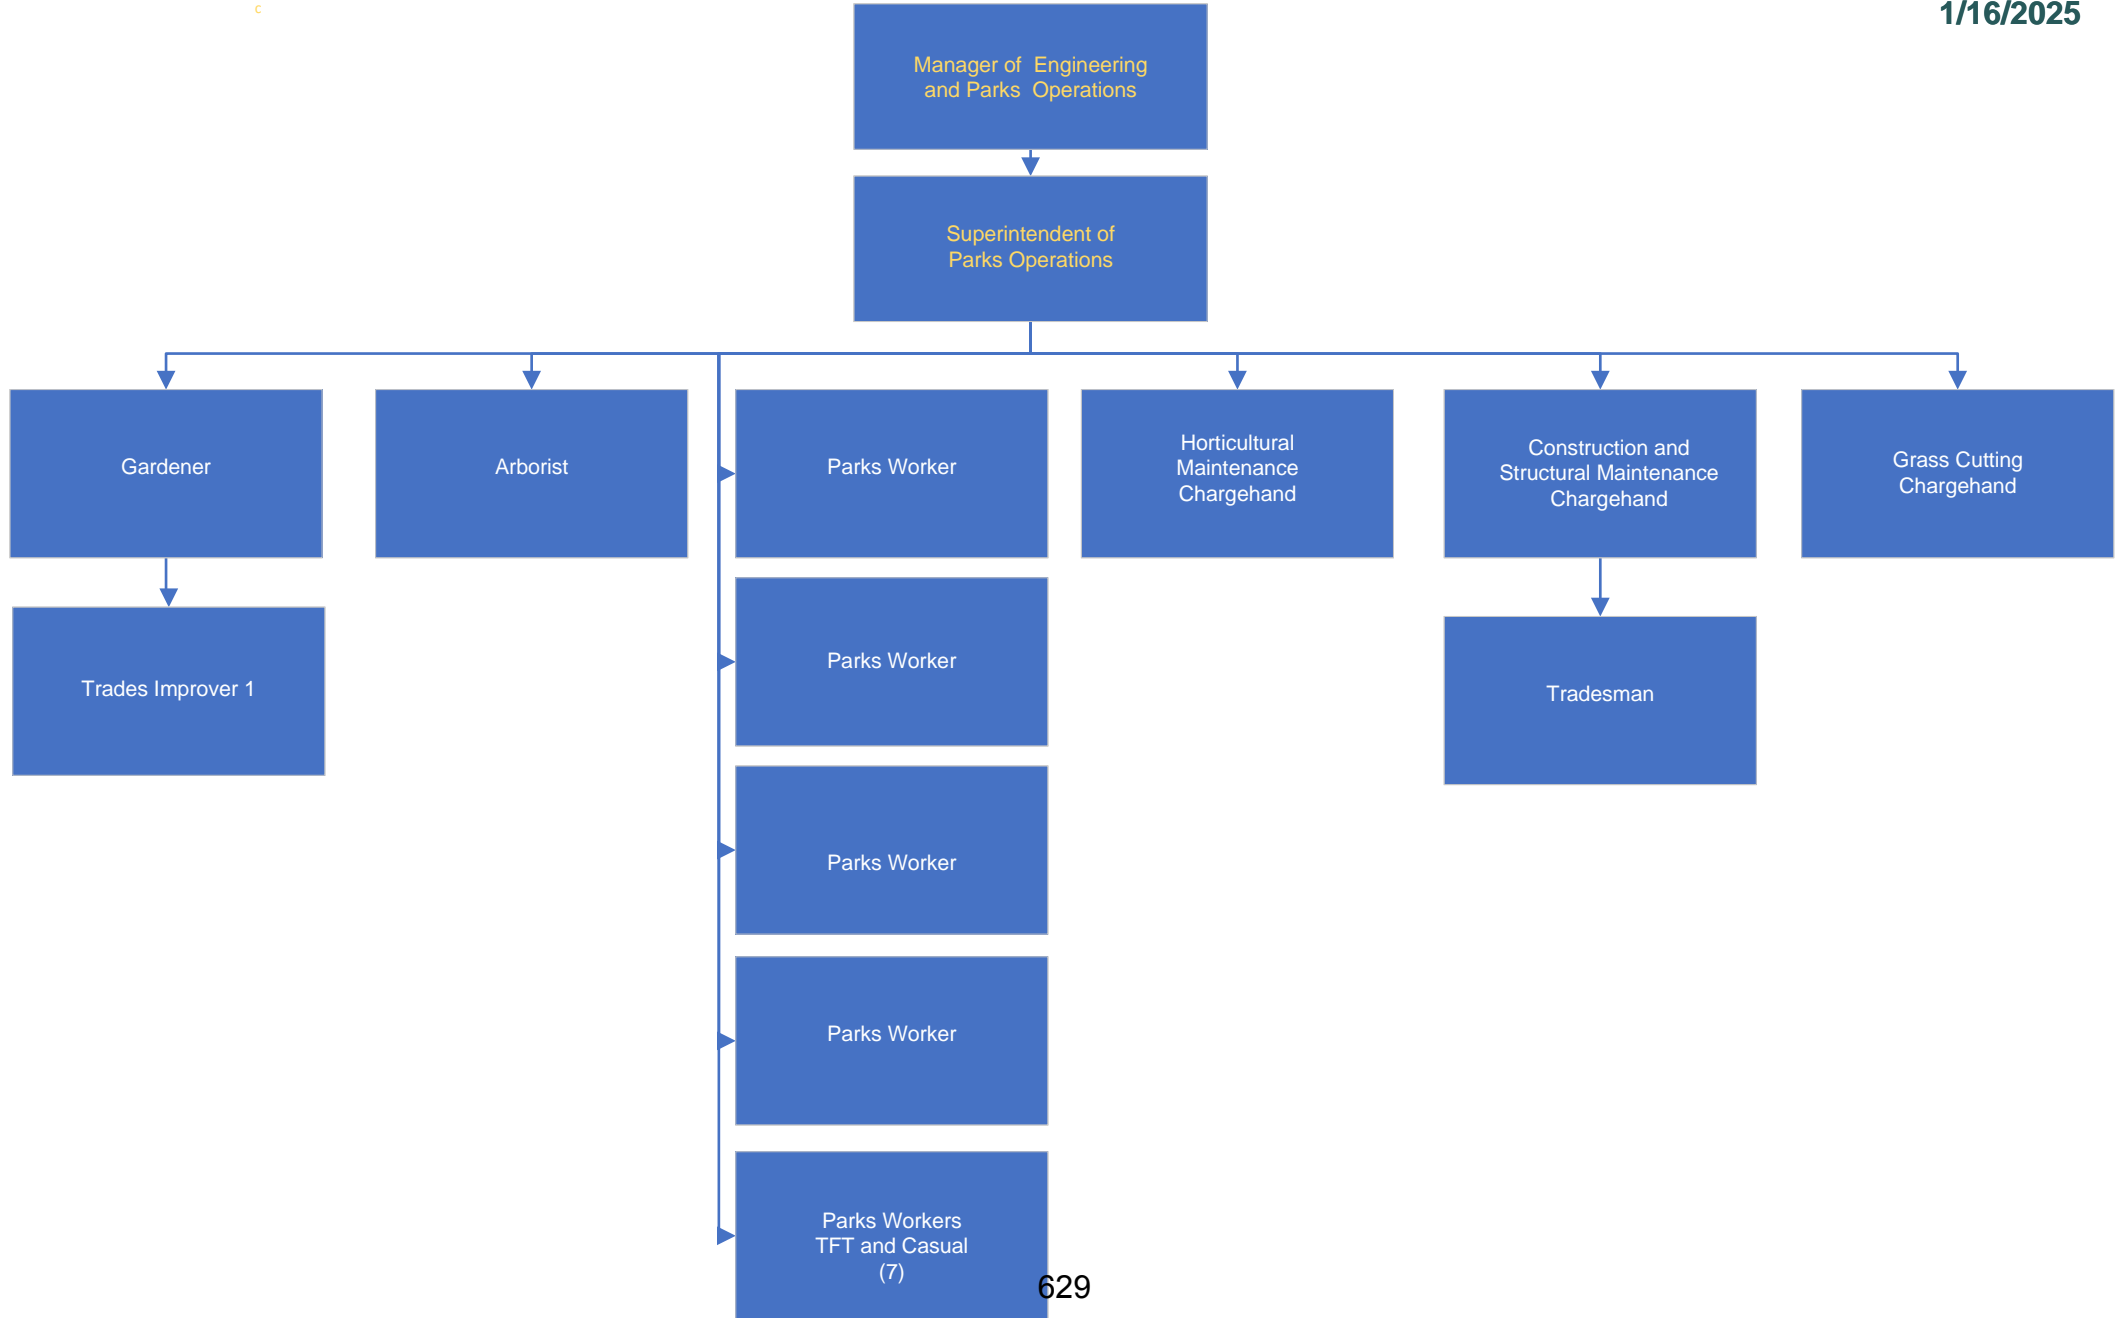 c
1/16/2025
Manager of Engineering
and Parks Operations
Superintendent of
Parks Operations
Gardener
Arborist
Parks Worker
Horticultural
Maintenance
Chargehand
Construction and
Structural Maintenance
Chargehand
Grass Cutting
Chargehand
Trades Improver 1
Parks Worker
Tradesman
Parks Worker
Parks Worker
Parks Workers
TFT and Casual
(7)
629